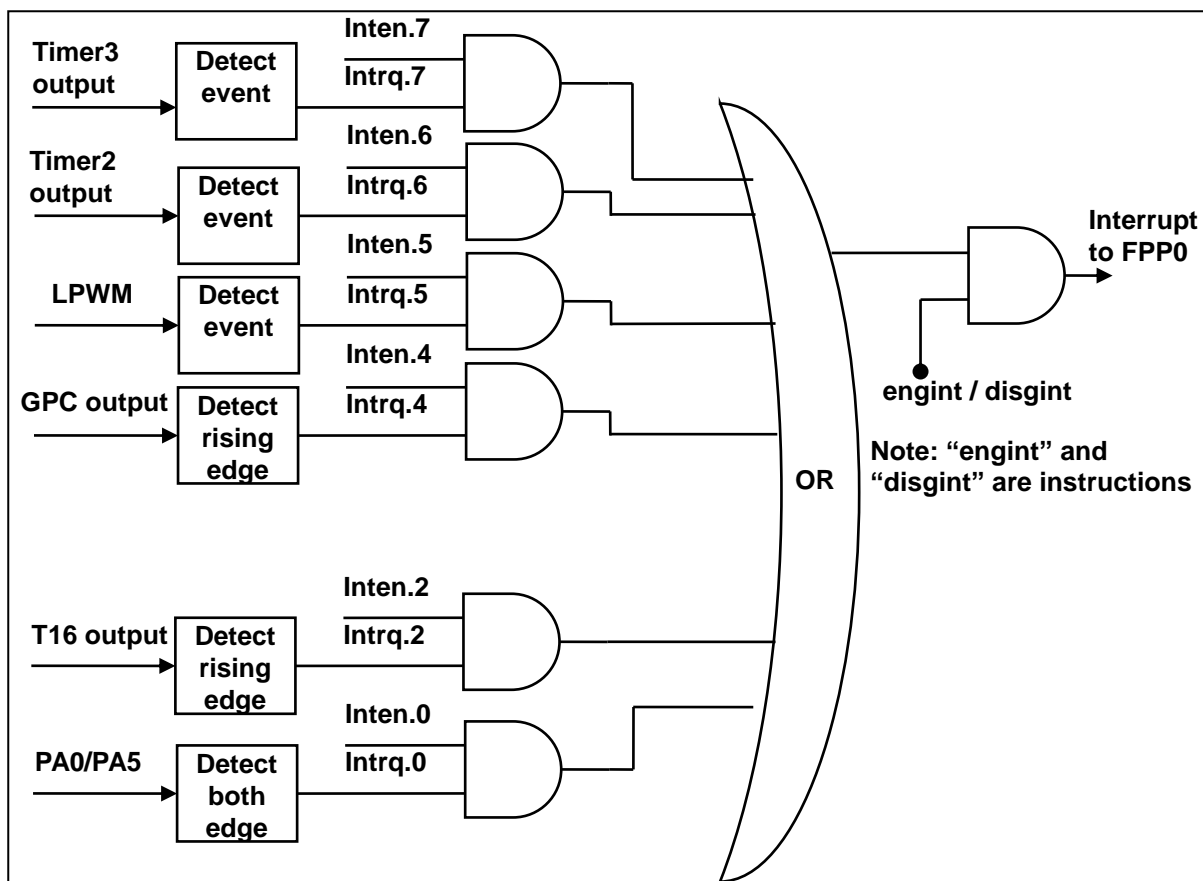 Timer3
output
Detect
event
Inten.7
Intrq.7
Timer2
output
Detect
event
Inten.6
Intrq.6
LPWM
Detect
event
Inten.5
Intrq.5
GPC output
Detect
rising
edge
Inten.4
Intrq.4
T16 output
Detect
rising
edge
Inten.2
Intrq.2
PA0/PA5
Detect
both
edge
Inten.0
Intrq.0
OR
Interrupt
to FPP0
engint / disgint
Note: “engint” and
“disgint” are instructions